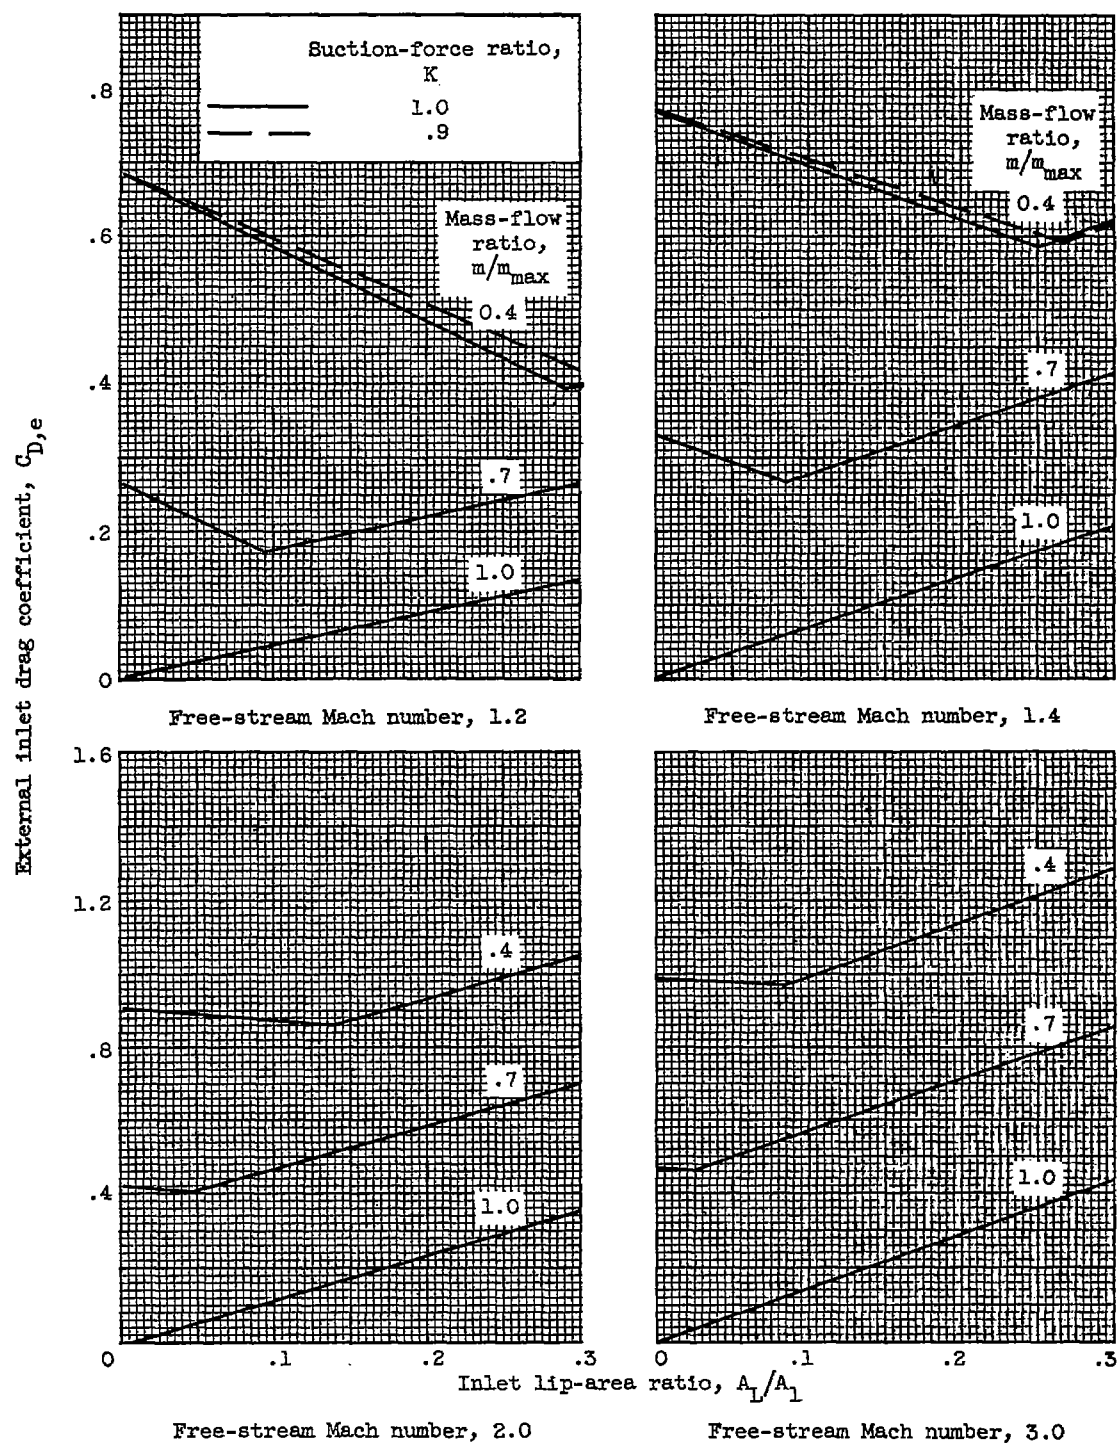 Suction-force ratio,
K
1.0
.9
.8
.6
.4
.2
0
Mass-flow
ratio,
m/m_max
0.4
.7
1.0
Free-stream Mach number, 1.2
Mass-flow
ratio,
m/m_max
0.4
.7
1.0
Free-stream Mach number, 1.4
External inlet drag coefficient, C_D,e
1.6
1.2
.8
.4
0
.4
.7
1.0
.1
.2
.3
.4
.7
1.0
0
.1
.2
.3
Inlet lip-area ratio, A_L/A_1
Free-stream Mach number, 2.0
Free-stream Mach number, 3.0